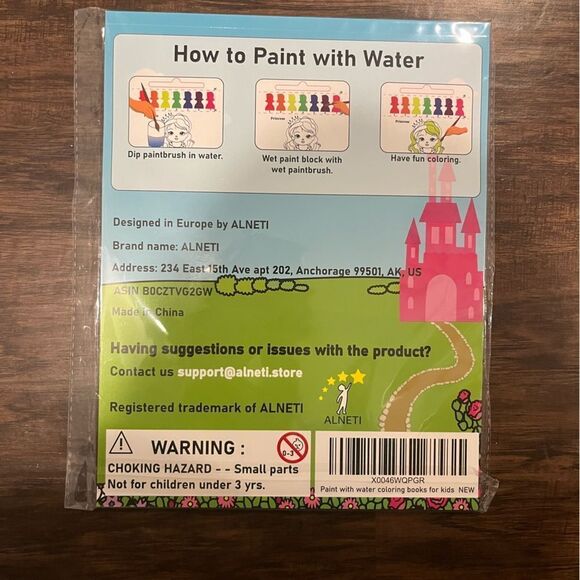 How to Paint with Water
Princess
Princess
Princess
Dip paintbrush in water.
Wet paint block with
wet paintbrush.
Have fun coloring.
Designed in Europe by ALNETI
Brand name: ALNETI
Address: 234 East 15th Ave apt 202, Anchorage 99501, AK, US
ASIN B0CZTVG2GW
Made in China
Having suggestions or issues with the product?
Contact us support@alneti.store
Registered trademark of ALNETI
ALNETI
WARNING :
0-3
CHOKING HAZARD - - Small parts
Not for children under 3 yrs.
X0046WQPGR
Paint with water coloring books for kids NEW